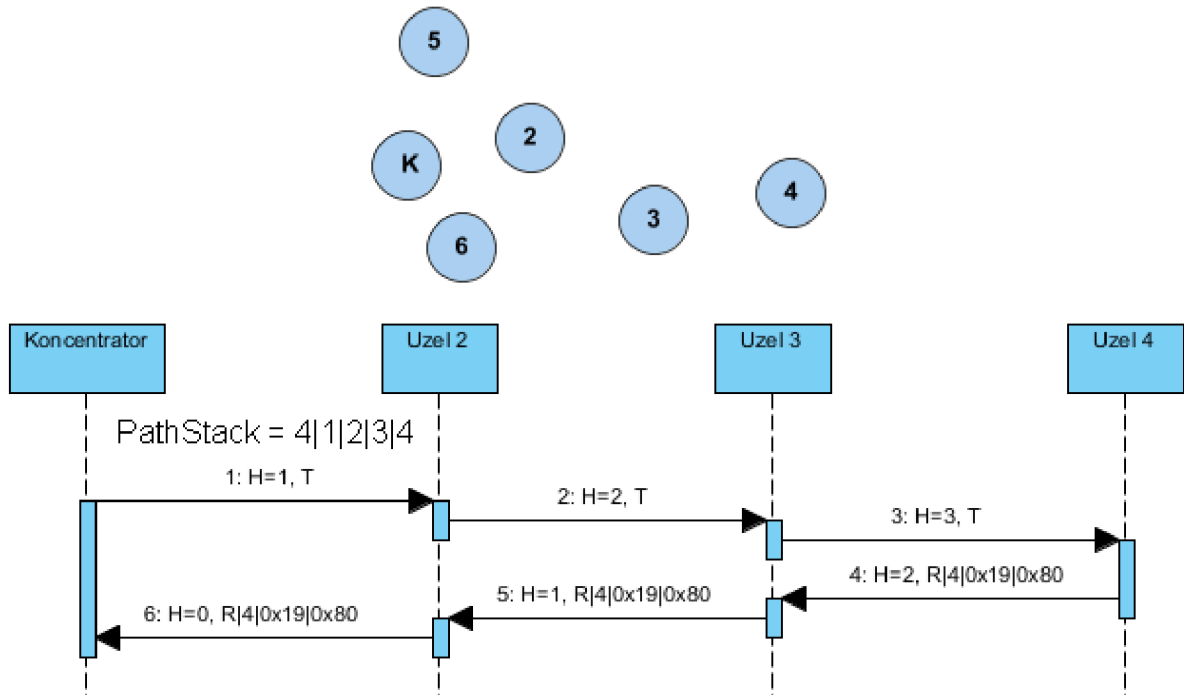 5
2
K
4
3
6
Koncentrator
Uzel 2
Uzel 3
Uzel 4
PathStack = 4|1|2|3|4
1: H=1, T
2: H=2, T
3: H=3, T
4: H=2, R|4|0x19|0x80
5: H=1, R|4|0x19|0x80
6: H=0, R|4|0x19|0x80